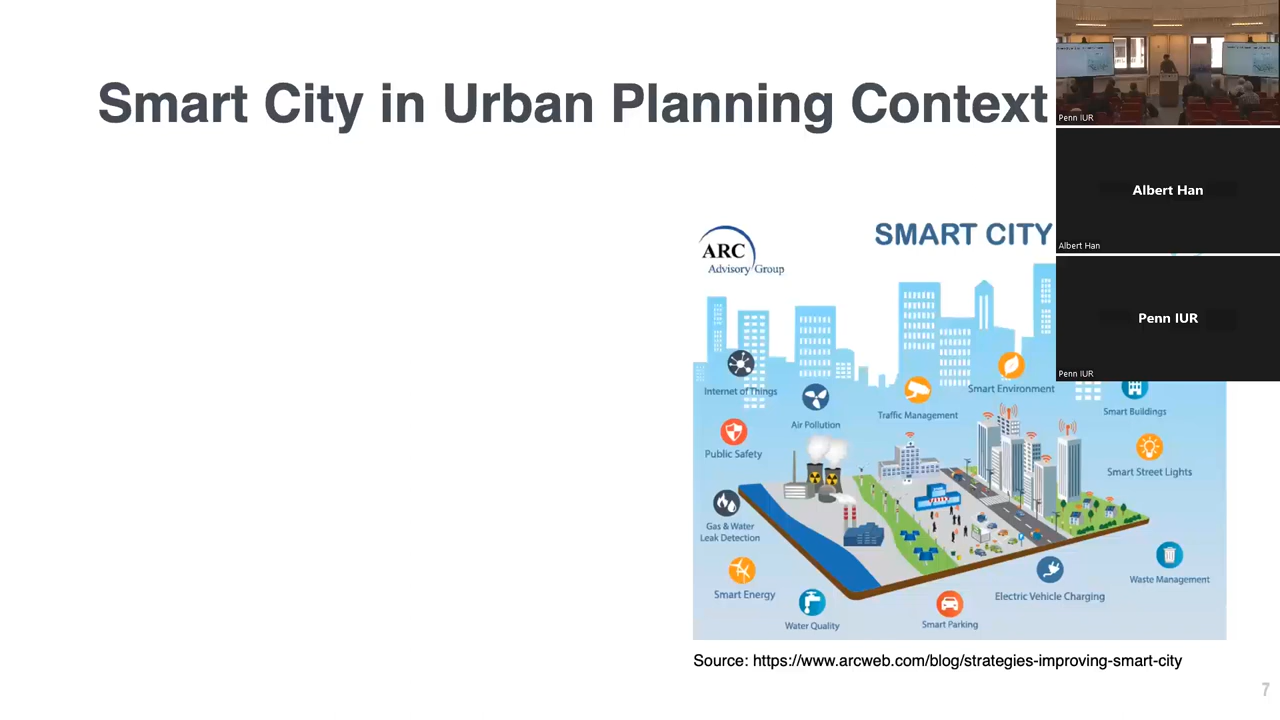 Smart City in Urban Planning Context
Penn IUR
Albert Han
Albert Han
Penn IUR
Penn IUR
ARC
Advisory Group
SMART CITY
Internet of Things
Smart Environment
Air Pollution
Traffic Management
Smart Buildings
Public Safety
Smart Street Lights
Gas & Water
Leak Detection
Waste Management
Smart Energy
Electric Vehicle Charging
Water Quality
Smart Parking
Source: https://www.arcweb.com/blog/strategies-improving-smart-city
7